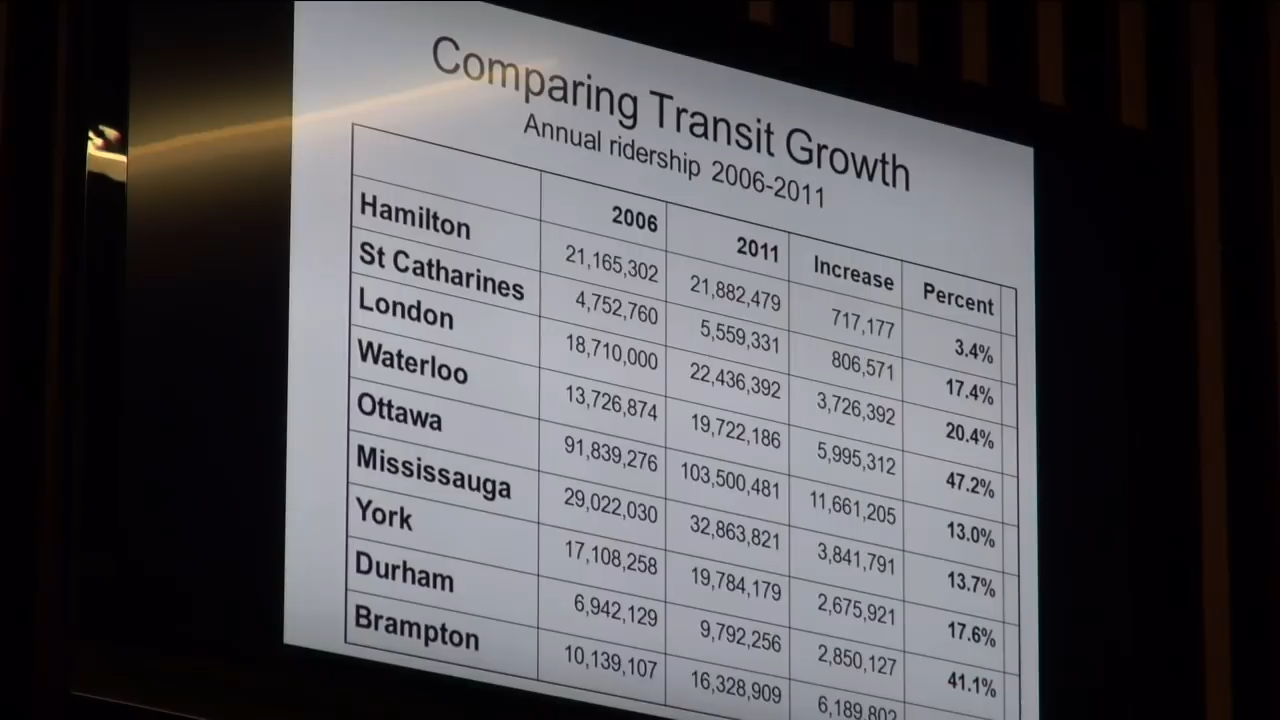 Comparing Transit Growth
Annual ridership 2006-2011
2006 2011 Increase Percent
Hamilton 21,165,302 21,882,479 717,177 3.4%
St Catharines 4,752,760 5,559,331 806,571 17.4%
London 18,710,000 22,436,392 3,726,392 20.4%
Waterloo 13,726,874 19,722,186 5,995,312 47.2%
Ottawa 91,839,276 103,500,481 11,661,205 13.0%
Mississauga 29,022,030 32,863,821 3,841,791 13.7%
York 17,108,258 19,784,179 2,675,921 17.6%
Durham 6,942,129 9,792,256 2,850,127 41.1%
Brampton 10,139,107 16,328,909 6,189,802